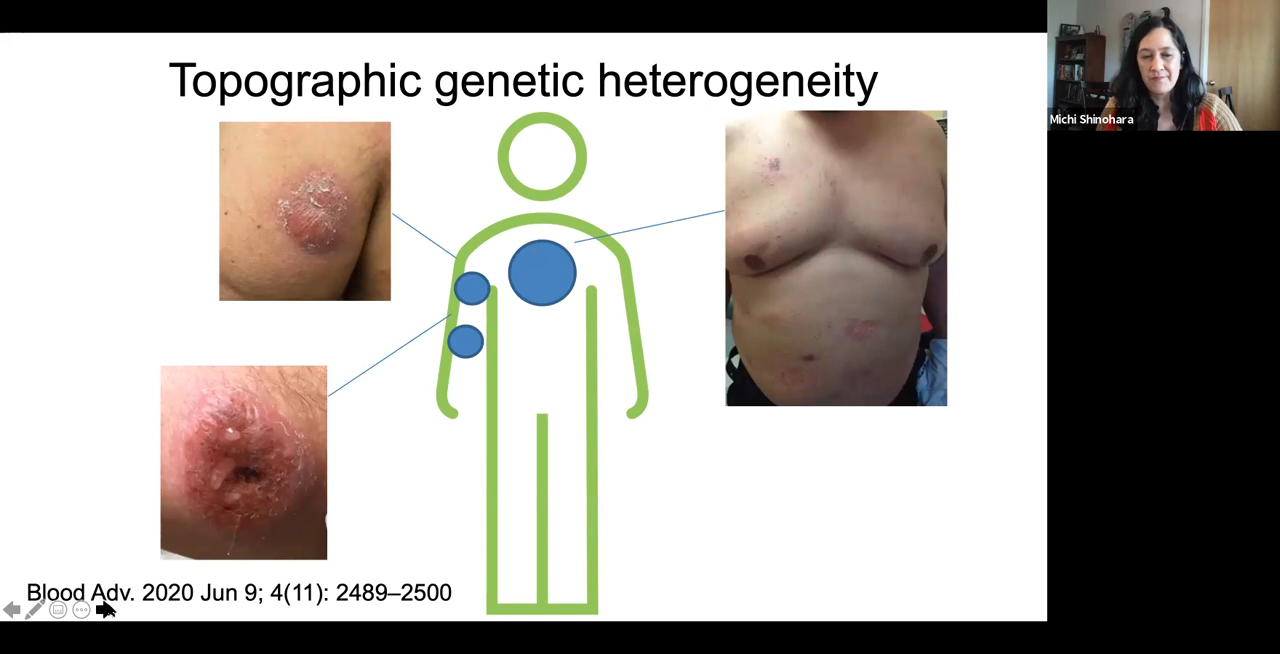 Topographic genetic heterogeneity
Michi Shinohara
Blood Adv. 2020 Jun 9; 4(11): 2489–2500